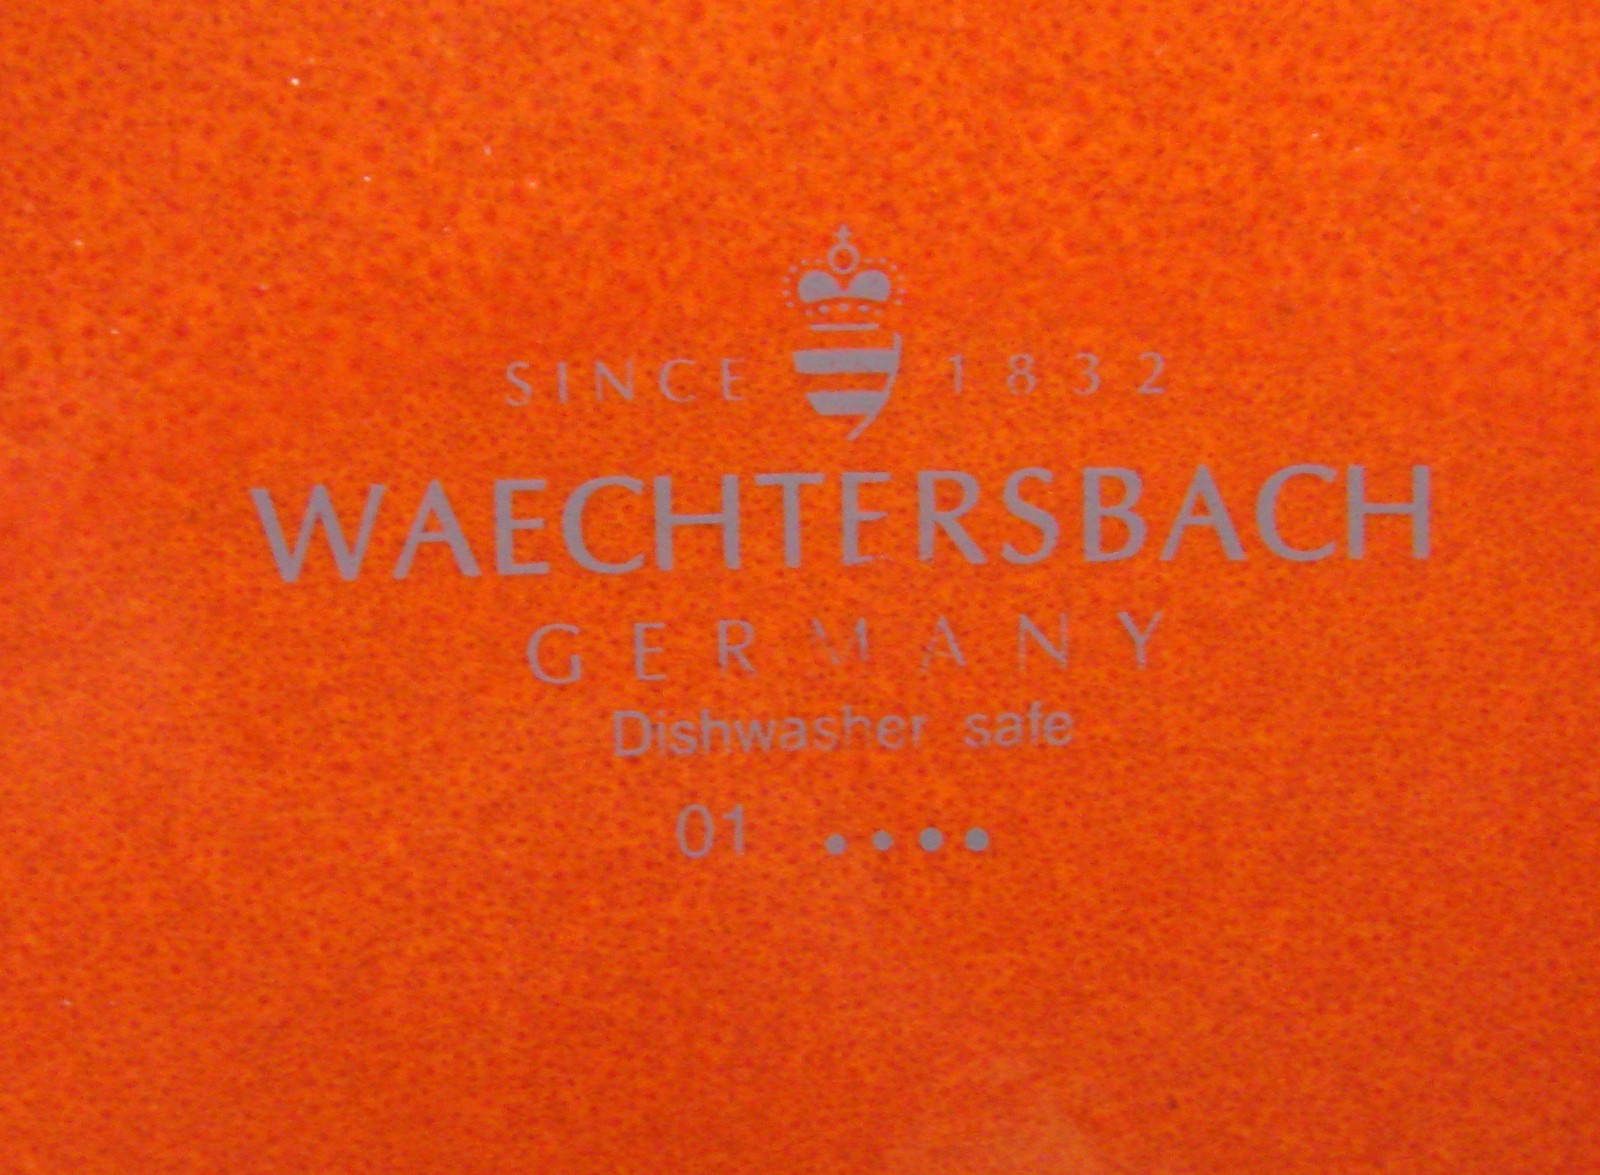 SINCE 1832
WAECHTERSBACH
GERMANY
Dishwasher safe
01 ....